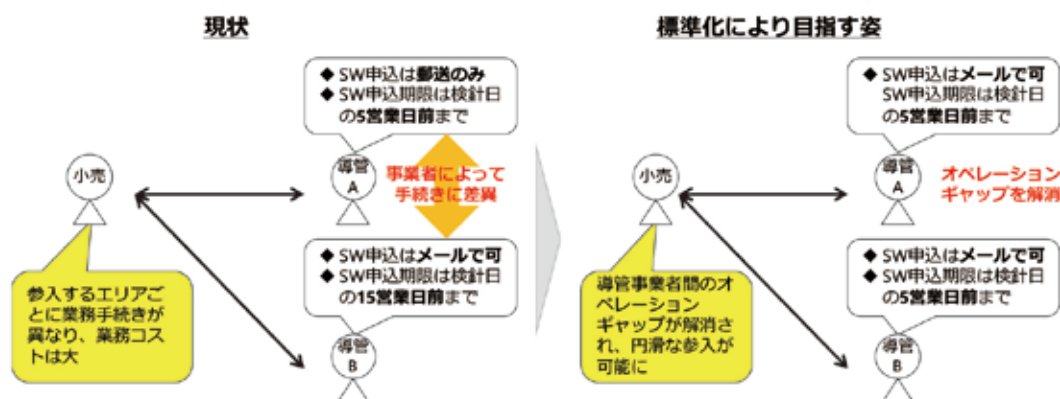 現状
◆ SW申込は郵送のみ
◆ SW申込期限は検針日
の5営業日前まで
小売
導管
A
事業者によって
手続きに差異
◆ SW申込はメールで可
◆ SW申込期限は検針日
の15営業日前まで
参入するエリアご
とに業務手続きが
異なり、業務コス
トは大
導管
B
標準化により目指す姿
◆ SW申込はメールで可
SW申込期限は検針日
の5営業日前まで
小売
導管
A
オペレーション
ギャップを解消
◆ SW申込はメールで可
◆ SW申込期限は検針日
の5営業日前まで
導管事業者間のオ
ペレーション
ギャップが解消さ
れ、円滑な参入が
可能に
導管
B